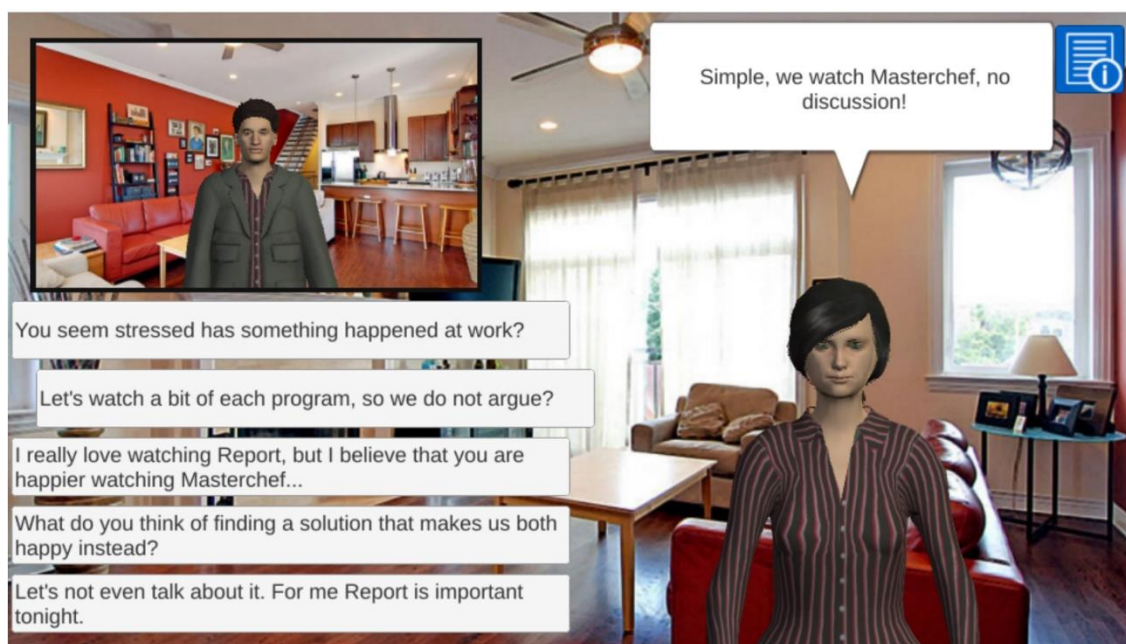 Simple, we watch Masterchef, no
discussion!
You seem stressed has something happened at work?
Let's watch a bit of each program, so we do not argue?
I really love watching Report, but I believe that you are
happier watching Masterchef...
What do you think of finding a solution that makes us both
happy instead?
Let's not even talk about it. For me Report is important
tonight.